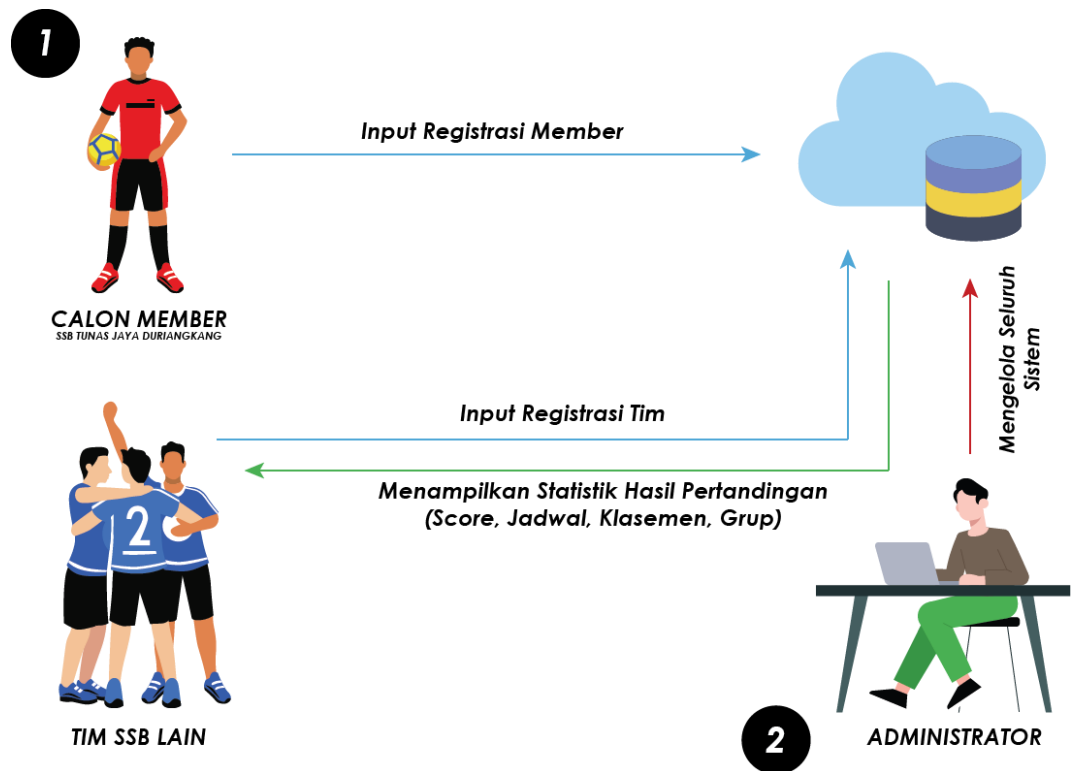 1
Input Registrasi Member
CALON MEMBER
SSB TUNAS JAYA DURIANGKANG
Mengelola Seluruh
Sistem
Input Registrasi Tim
Menampilkan Statistik Hasil Pertandingan
(Score, Jadwal, Klasemen, Grup)
2
TIM SSB LAIN
2
ADMINISTRATOR